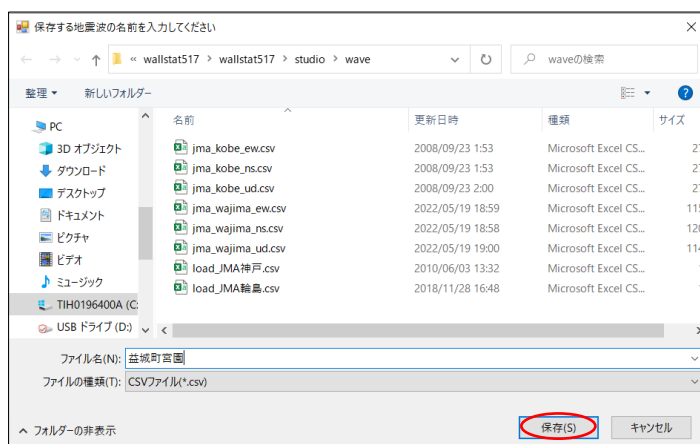 保存する地震波の名前を入力してください
« wallstat517 > wallstat517 > studio > wave
waveの検索
整理 新しいフォルダー
名前 更新日時 種類 サイズ
PC
3D オブジェクト
ダウンロード
デスクトップ
ドキュメント
ピクチャ
ビデオ
ミュージック
TIH0196400A (C:
USB ドライブ (D:)
jma_kobe_ew.csv 2008/09/23 1:53 Microsoft Excel CS... 27
jma_kobe_ns.csv 2008/09/23 1:53 Microsoft Excel CS... 27
jma_kobe_ud.csv 2008/09/23 2:00 Microsoft Excel CS... 27
jma_wajima_ew.csv 2022/05/19 18:59 Microsoft Excel CS... 115
jma_wajima_ns.csv 2022/05/19 18:58 Microsoft Excel CS... 120
jma_wajima_ud.csv 2022/05/19 19:00 Microsoft Excel CS... 114
load_JMA神戸.csv 2010/06/03 13:32 Microsoft Excel CS...
load_JMA輪島.csv 2018/11/28 16:48 Microsoft Excel CS...
ファイル名(N): 益城町宮園
ファイルの種類(T): CSVファイル(*.csv)
フォルダーの非表示
保存(S) キャンセル